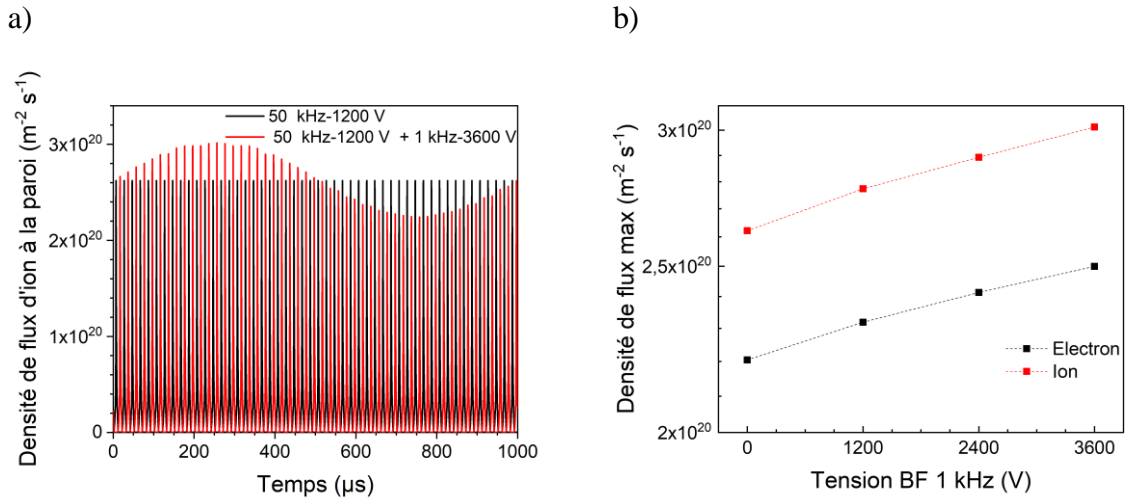 a)
Densité de flux d'ion à la paroi (m⁻² s⁻¹)
3x10²⁰
2x10²⁰
1x10²⁰
0
50 kHz-1200 V
50 kHz-1200 V + 1 kHz-3600 V
0 200 400 600 800 1000
Temps (µs)
b)
Densité de flux max (m⁻² s⁻¹)
3x10²⁰
2,5x10²⁰
2x10²⁰
Electron
Ion
0 1200 2400 3600
Tension BF 1 kHz (V)